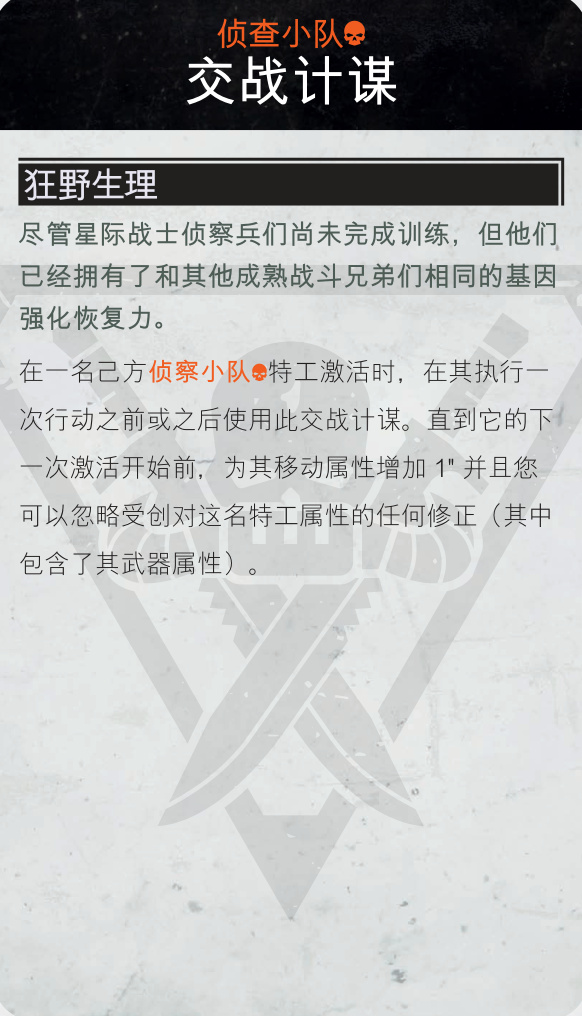 侦查小队
交战计谋
狂野生理
尽管星际战士侦察兵们尚未完成训练，但他们
已经拥有了和其他成熟战斗兄弟们相同的基因
强化恢复力。
在一名己方侦察小队特工激活时，在其执行一
次行动之前或之后使用此交战计谋。直到它的下
一次激活开始前，为其移动属性增加 1" 并且您
可以忽略受创对这名特工属性的任何修正（其中
包含了其武器属性）。